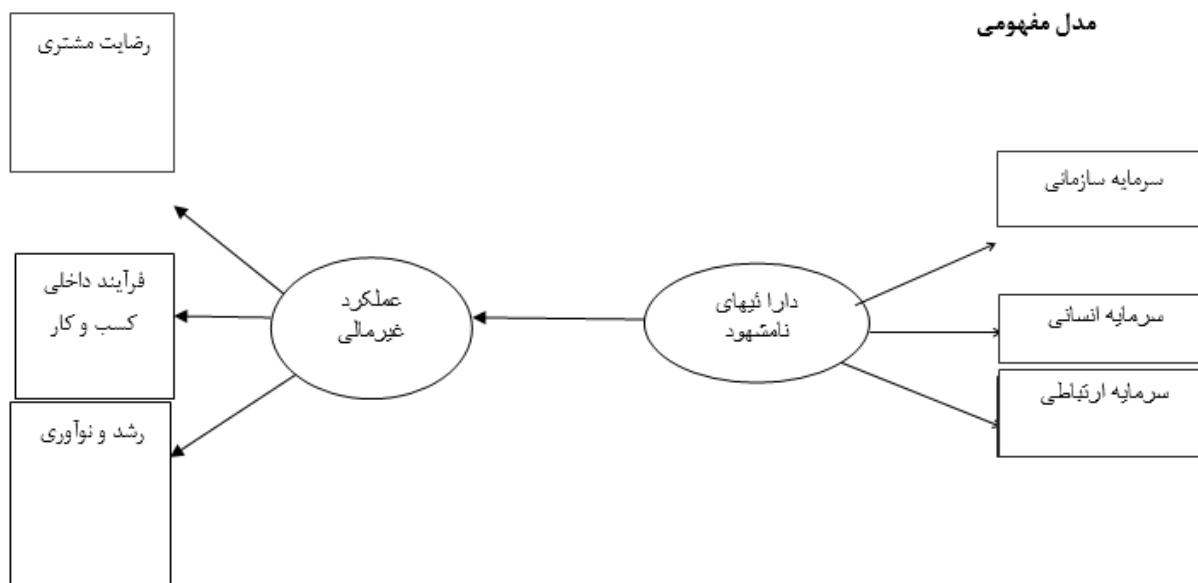 مدل مفهومی
سرمایه سازمانی
سرمایه انسانی
سرمایه ارتباطی
دارا ئیهای
نامشهود
عملکرد
غیرمالی
رضایت مشتری
فرآیند داخلی
کسب و کار
رشد و نوآوری